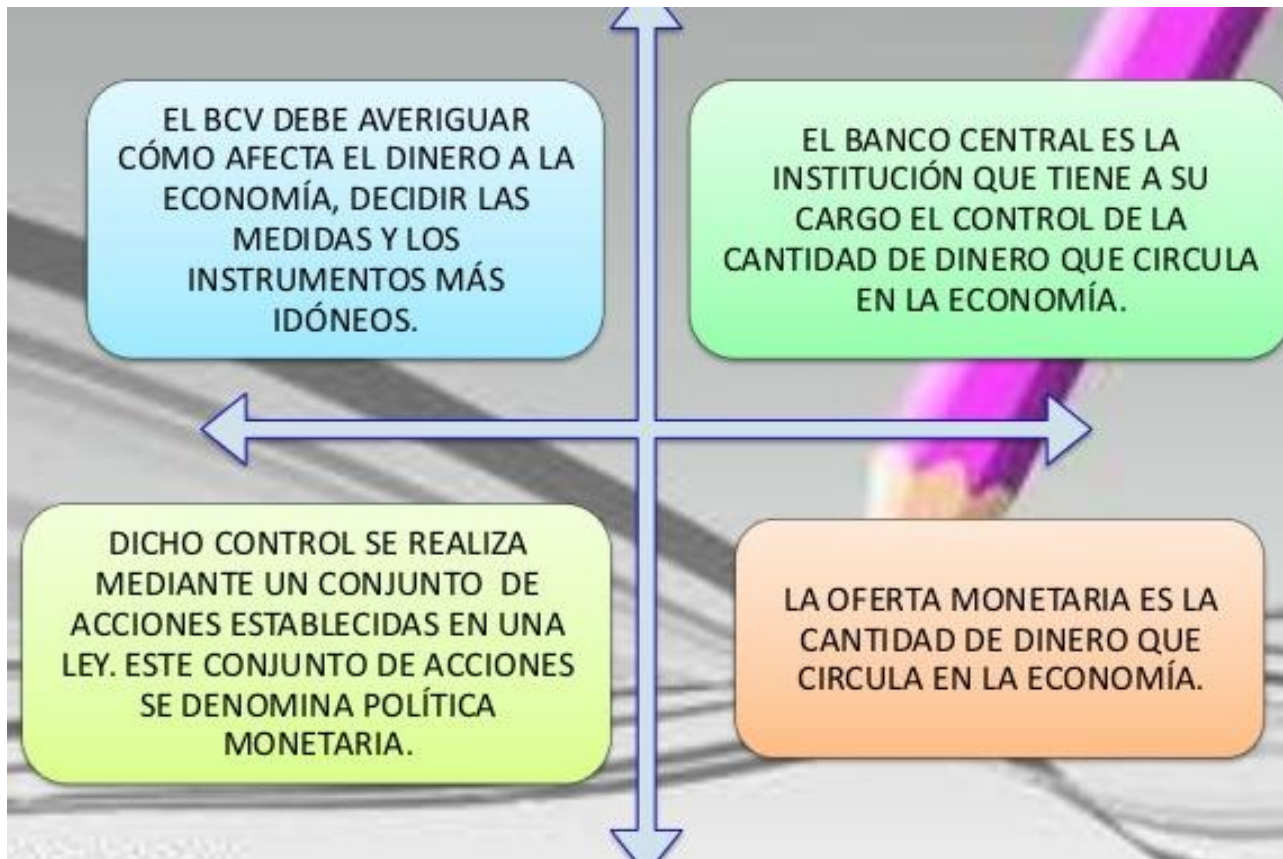 EL BCV DEBE AVERIGUAR
CÓMO AFECTA EL DINERO A LA
ECONOMÍA, DECIDIR LAS
MEDIDAS Y LOS
INSTRUMENTOS MÁS
IDÓNEOS.
EL BANCO CENTRAL ES LA
INSTITUCIÓN QUE TIENE A SU
CARGO EL CONTROL DE LA
CANTIDAD DE DINERO QUE CIRCULA
EN LA ECONOMÍA.
DICHO CONTROL SE REALIZA
MEDIANTE UN CONJUNTO DE
ACCIONES ESTABLECIDAS EN UNA
LEY. ESTE CONJUNTO DE ACCIONES
SE DENOMINA POLÍTICA
MONETARIA.
LA OFERTA MONETARIA ES LA
CANTIDAD DE DINERO QUE
CIRCULA EN LA ECONOMÍA.